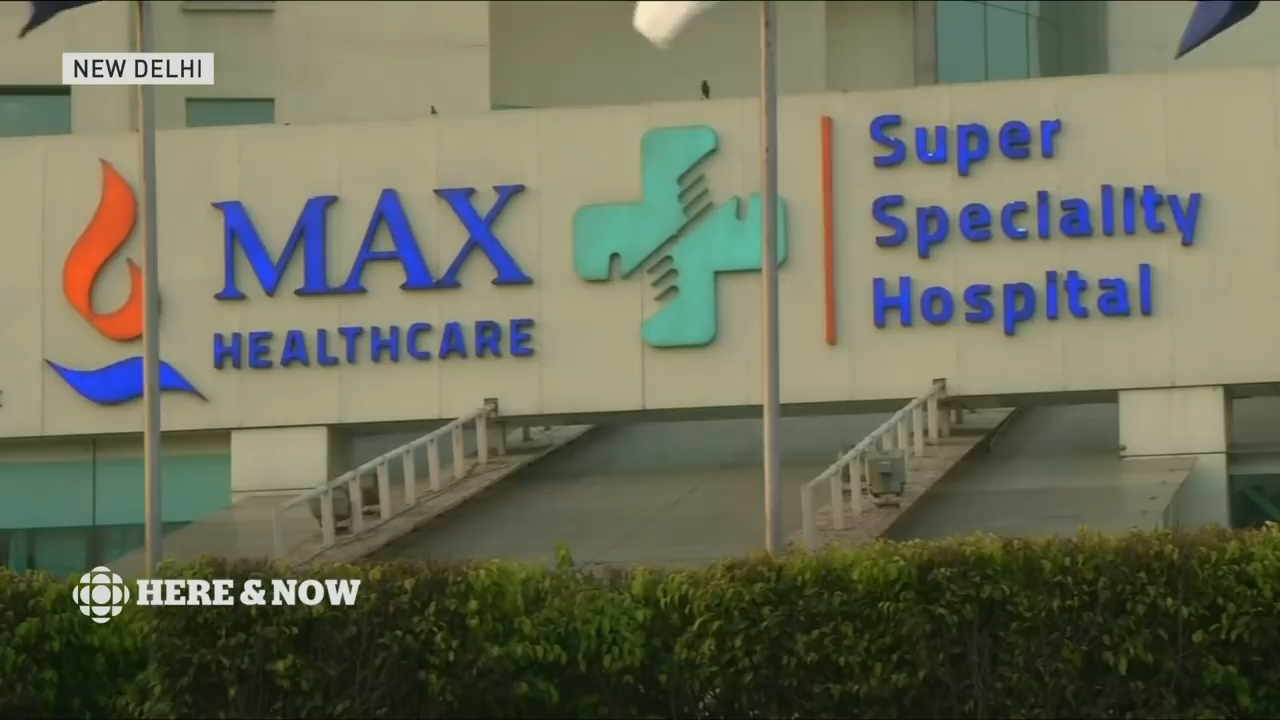 NEW DELHI
MAX
HEALTHCARE
Super
Speciality
Hospital
HERE & NOW